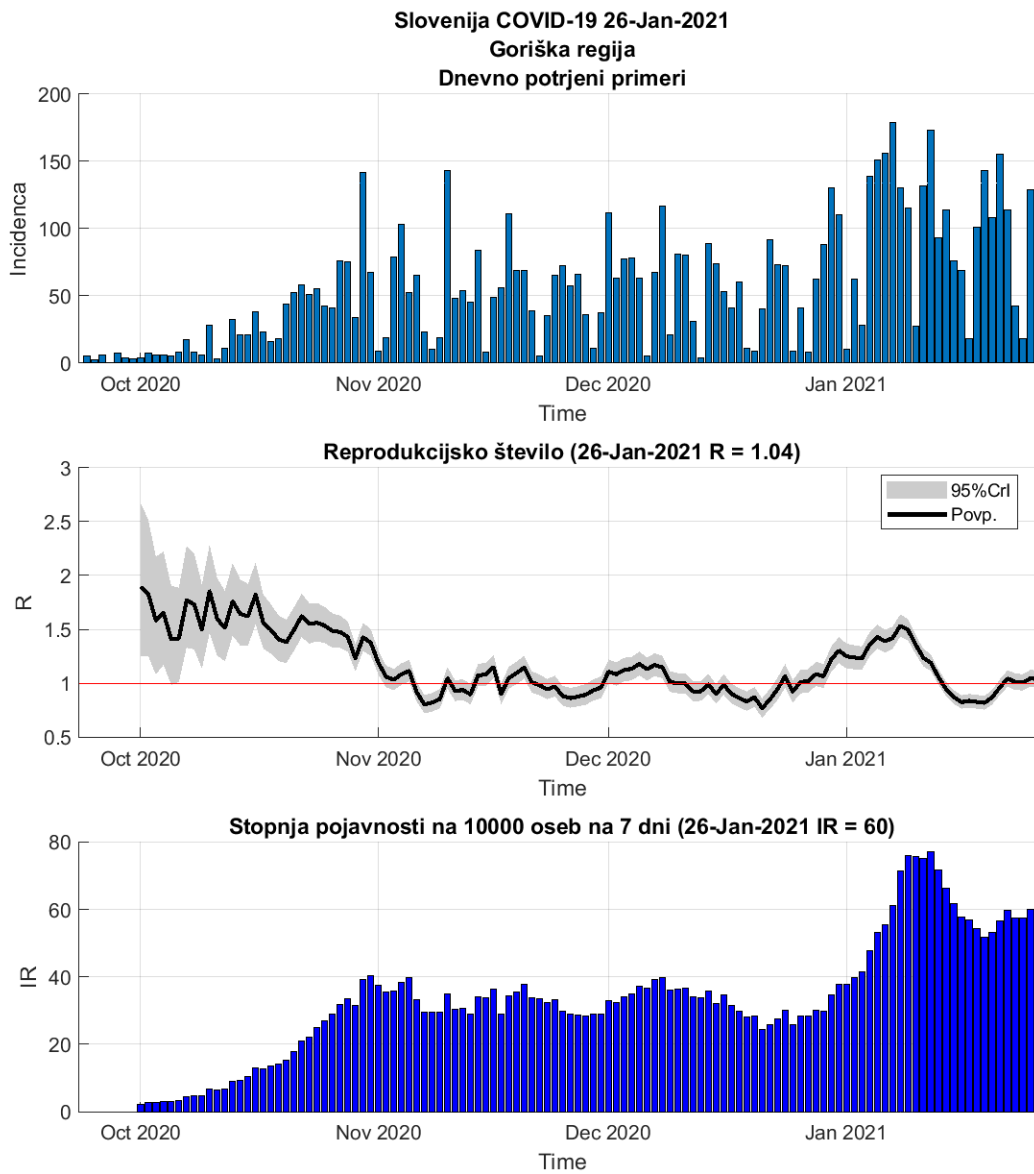 Slovenija COVID-19 26-Jan-2021
Goriška regija
Dnevno potrjeni primeri
200
150
100
50
0
Incidenca
Oct 2020 Nov 2020 Dec 2020 Jan 2021
Time
Reprodukcijsko število (26-Jan-2021 R = 1.04)
3
2.5
2
1.5
1
0.5
R
95%CrI
Povp.
Oct 2020 Nov 2020 Dec 2020 Jan 2021
Time
Stopnja pojavnosti na 10000 oseb na 7 dni (26-Jan-2021 IR = 60)
80
60
40
20
0
IR
Oct 2020 Nov 2020 Dec 2020 Jan 2021
Time